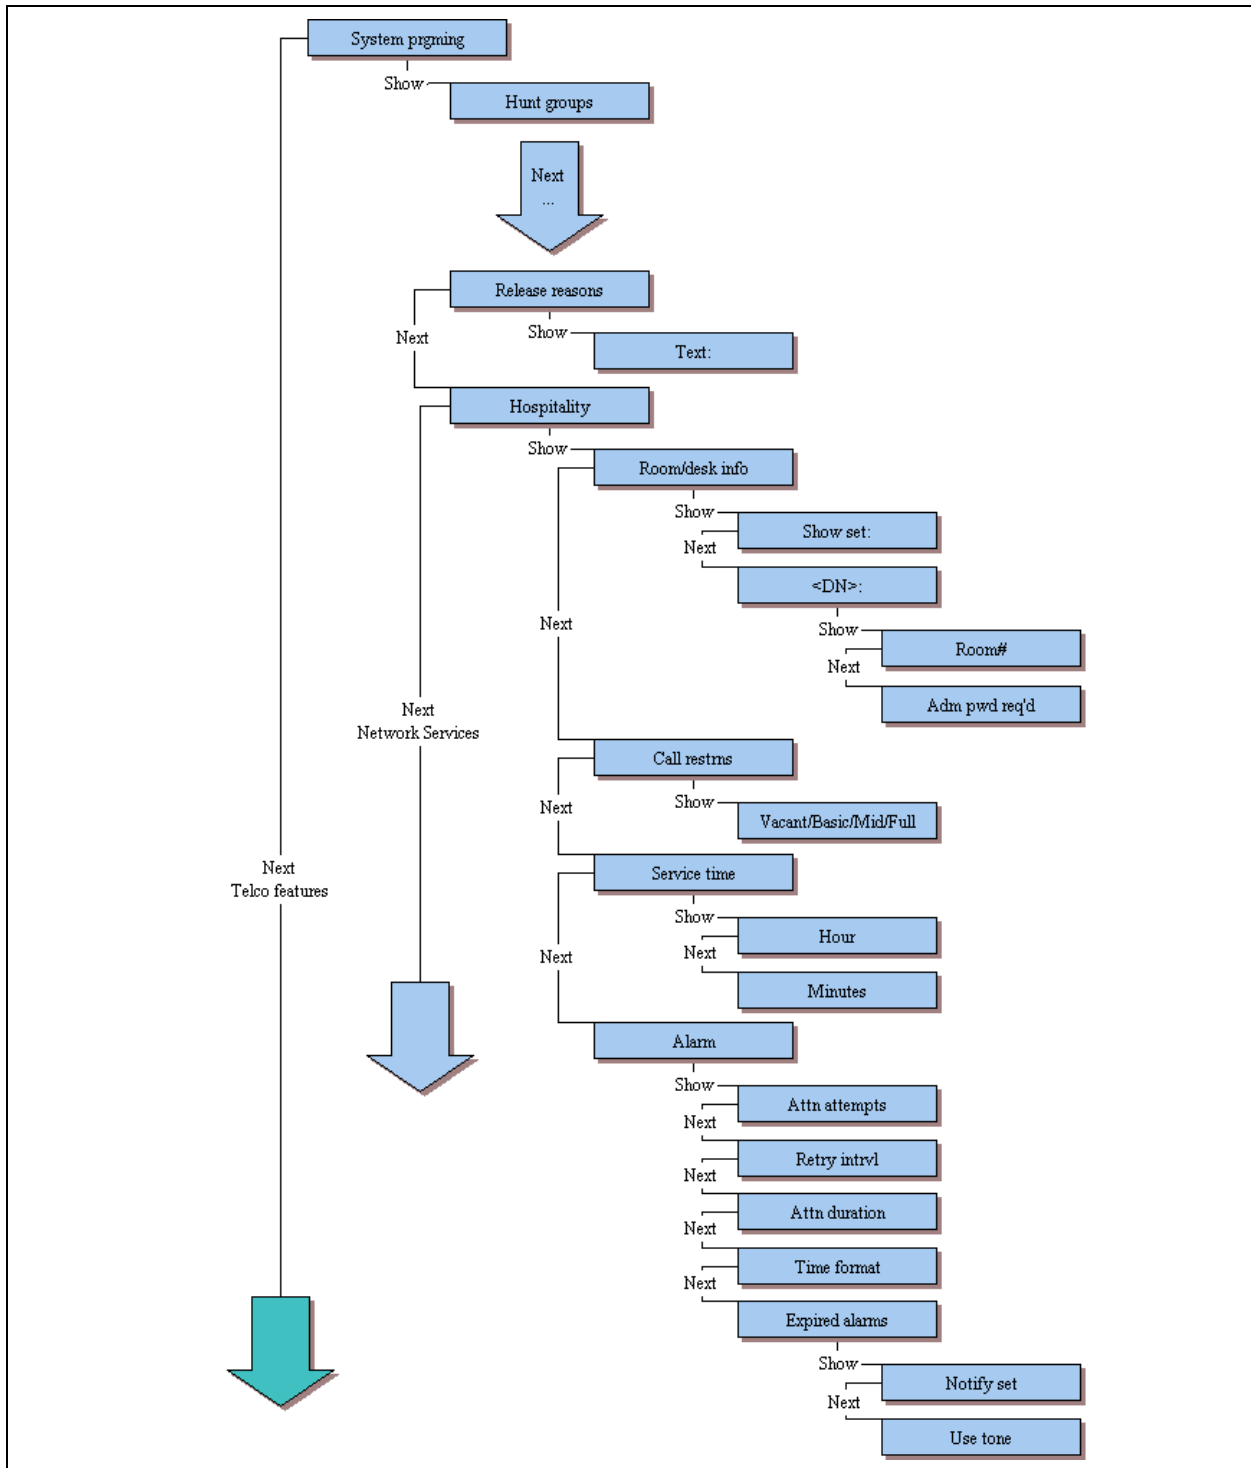 System prgming
Show
Hunt groups
Next
...
Release reasons
Show
Next
Text:
Hospitality
Show
Room/desk info
Show
Show set:
Next
<DN>:
Next
Show
Room#
Next
Adm pwd req'd
Next
Network Services
Call restrns
Show
Next
Vacant/Basic/Mid/Full
Next
Telco features
Service time
Show
Hour
Next
Next
Minutes
Alarm
Show
Attn attempts
Next
Retry intrvl
Next
Attn duration
Next
Time format
Next
Expired alarms
Show
Notify set
Next
Use tone